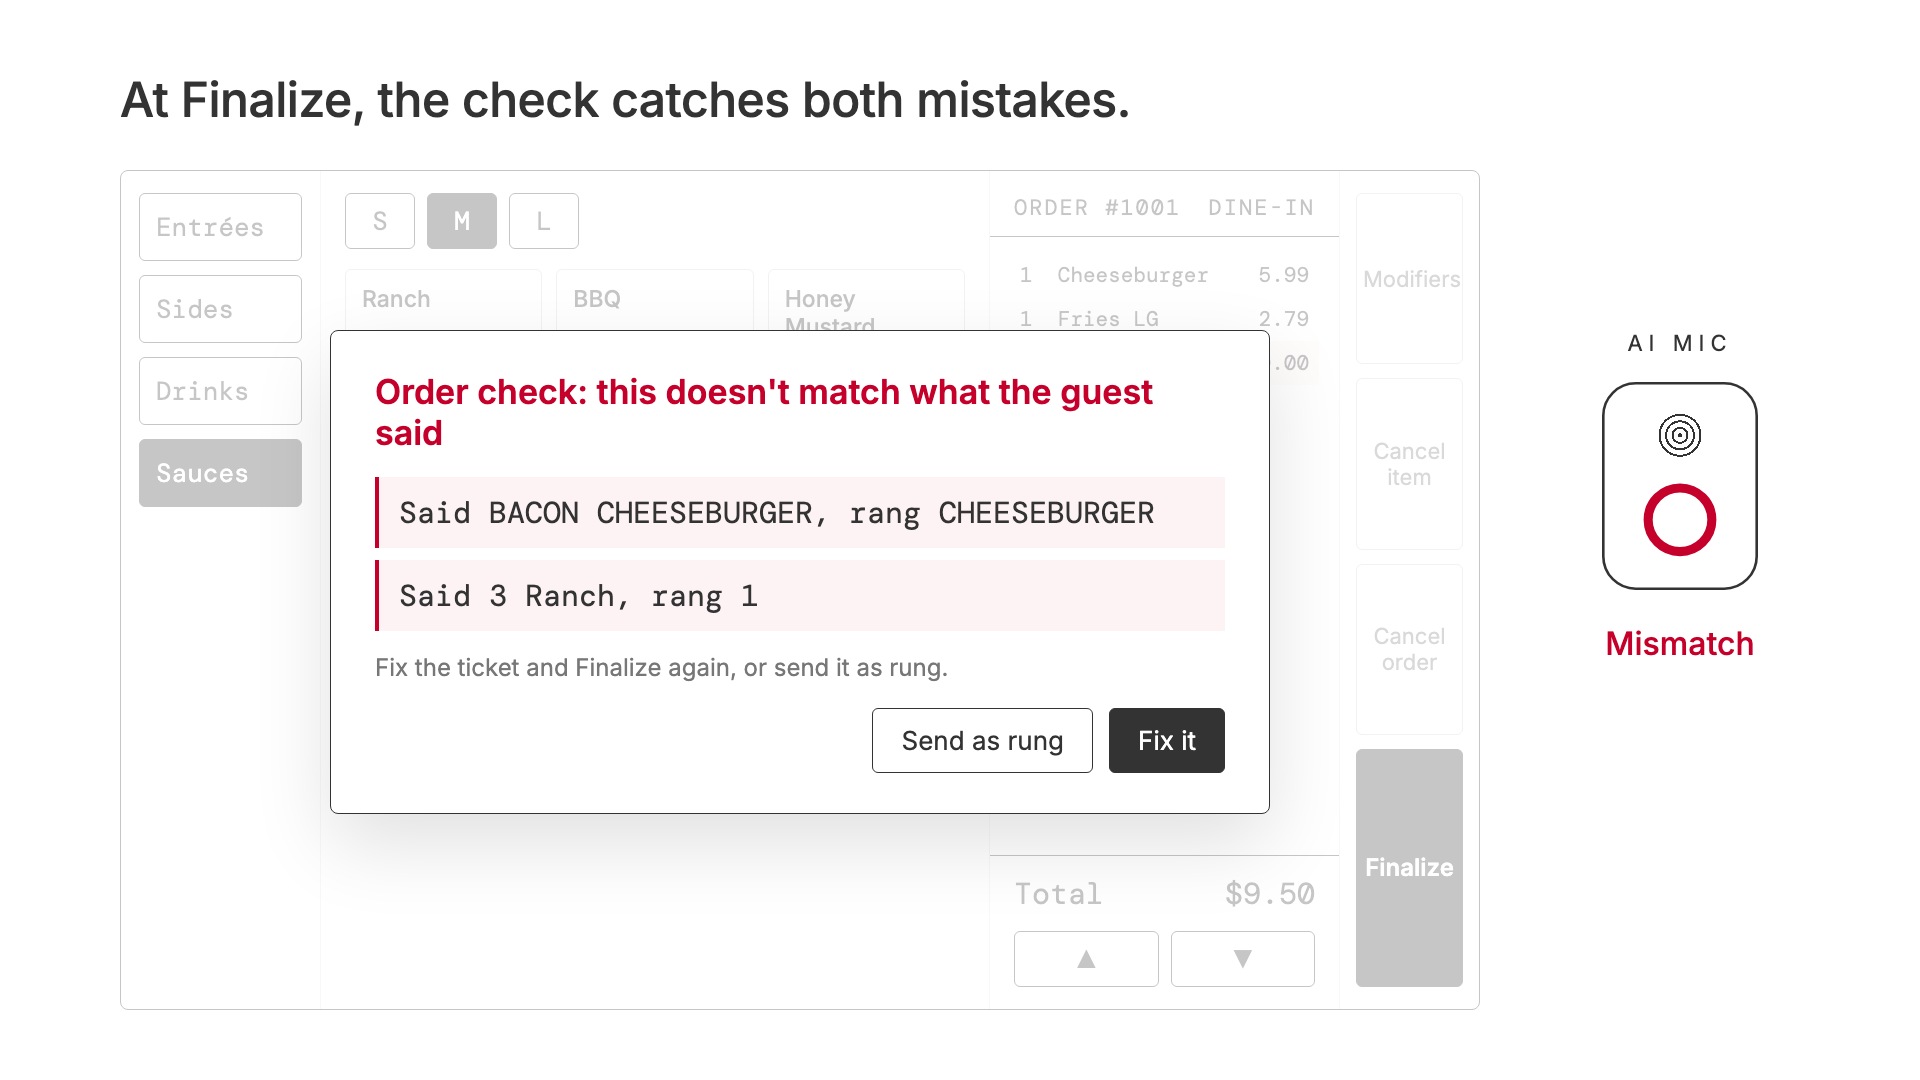 At Finalize, the check catches both mistakes.
Entrées
Sides
Drinks
Sauces
S M L
Ranch
BBQ
Honey
Mustard
ORDER #1001 DINE-IN
1 Cheeseburger 5.99
1 Fries LG 2.79
.00
Order check: this doesn't match what the guest
said
Said BACON CHEESEBURGER, rang CHEESEBURGER
Said 3 Ranch, rang 1
Fix the ticket and Finalize again, or send it as rung.
Send as rung
Fix it
Total $9.50
▲ ▼
Modifiers
Cancel
item
Cancel
order
Finalize
AI MIC
Mismatch